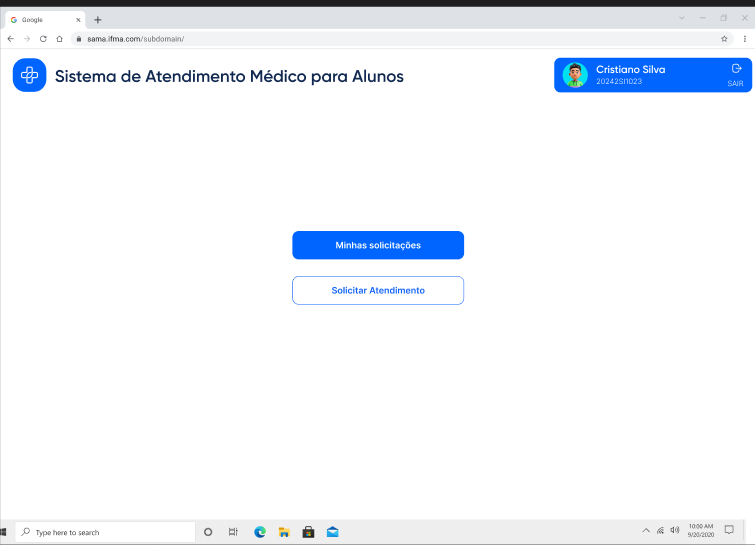 Google
sama.ifma.com/subdomain/
Sistema de Atendimento Médico para Alunos
Cristiano Silva
20242SI1023
SAIR
Minhas solicitações
Solicitar Atendimento
Type here to search
10:00 AM
9/20/2020